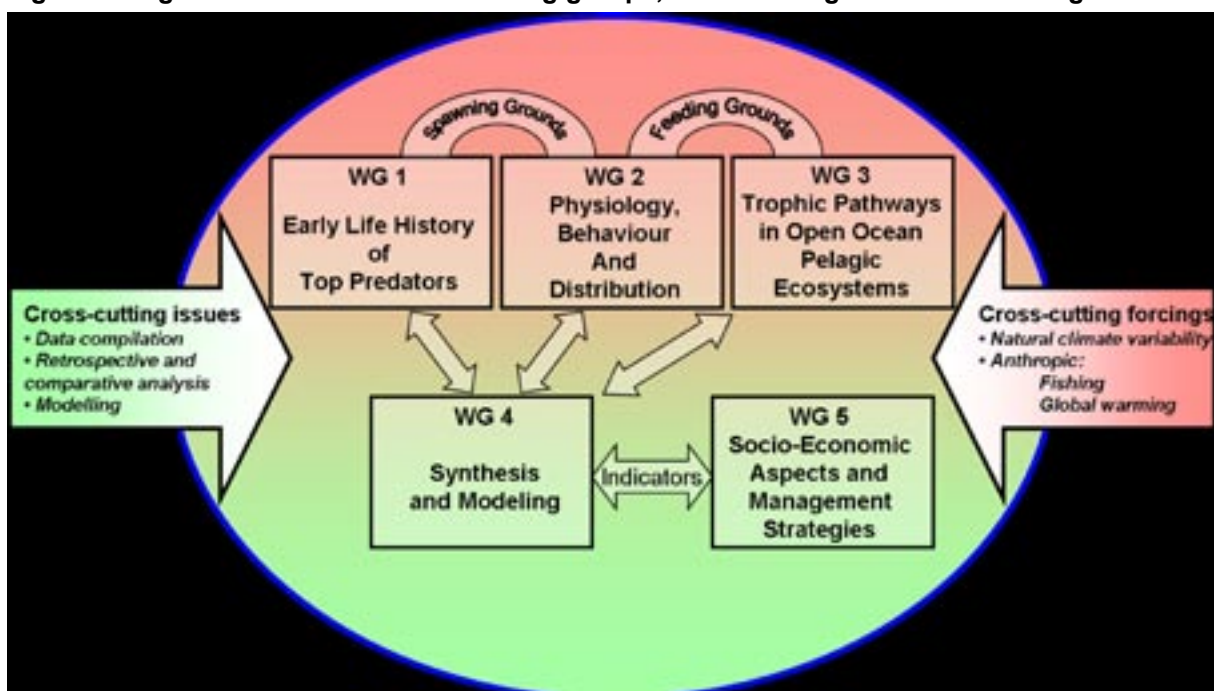 Spawning Grounds
Feeding Grounds
WG 1
Early Life History
of
Top Predators
WG 2
Physiology,
Behaviour
And
Distribution
WG 3
Trophic Pathways
in Open Ocean
Pelagic
Ecosystems
Cross-cutting issues
• Data compilation
• Retrospective and
comparative analysis
• Modelling
Cross-cutting forcings
• Natural climate variability
• Anthropic:
Fishing
Global warming
WG 4
Synthesis
and Modeling
Indicators
WG 5
Socio-Economic
Aspects and
Management
Strategies